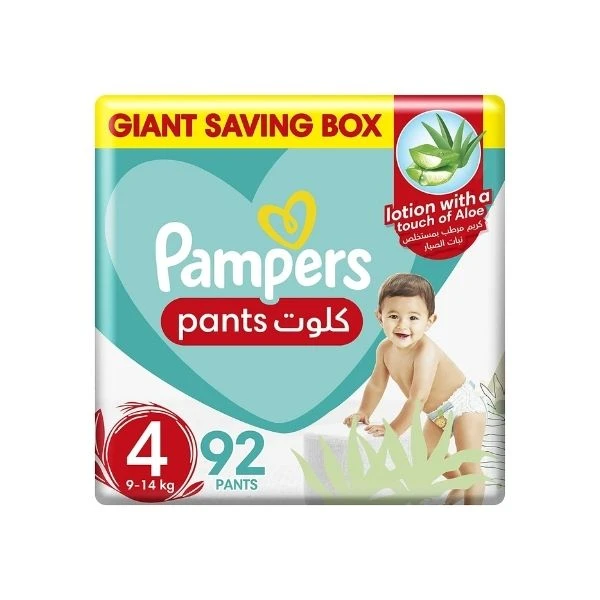 GIANT SAVING BOX
lotion with a
touch of Aloe
كريم مرطب بمستخلص
نبات الصبار
Pampers
pants كلوت
4
9-14 kg
92
PANTS